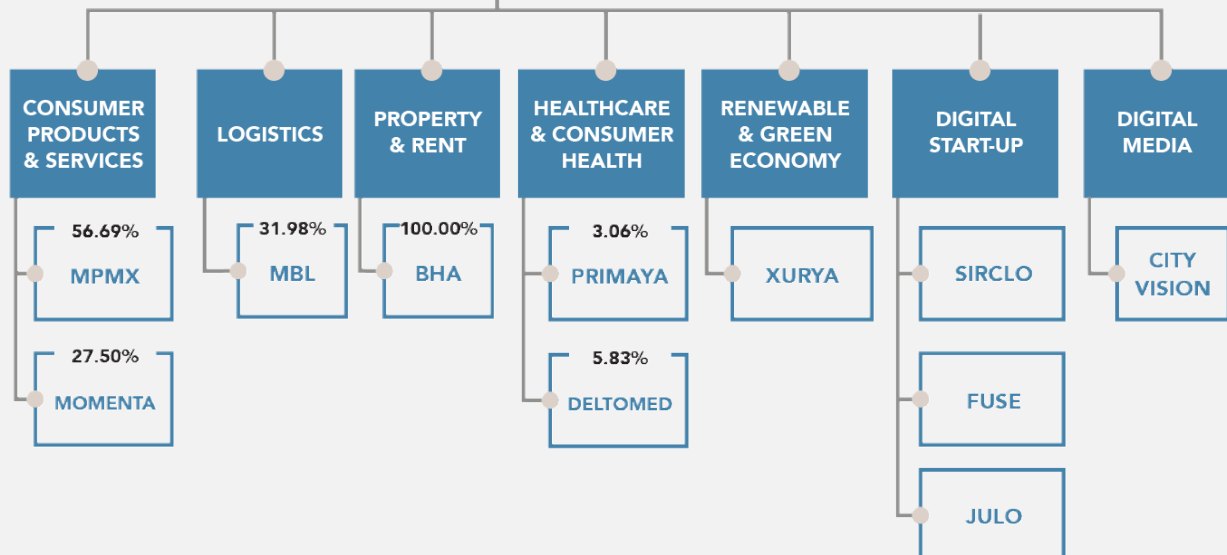 CONSUMER
PRODUCTS
& SERVICES
LOGISTICS
PROPERTY
& RENT
HEALTHCARE
& CONSUMER
HEALTH
RENEWABLE
& GREEN
ECONOMY
DIGITAL
START-UP
DIGITAL
MEDIA
56.69%
MPMX
27.50%
MOMENTA
31.98%
MBL
100.00%
BHA
3.06%
PRIMAYA
5.83%
DELTOMED
XURYA
SIRCLO
FUSE
JULO
CITY
VISION